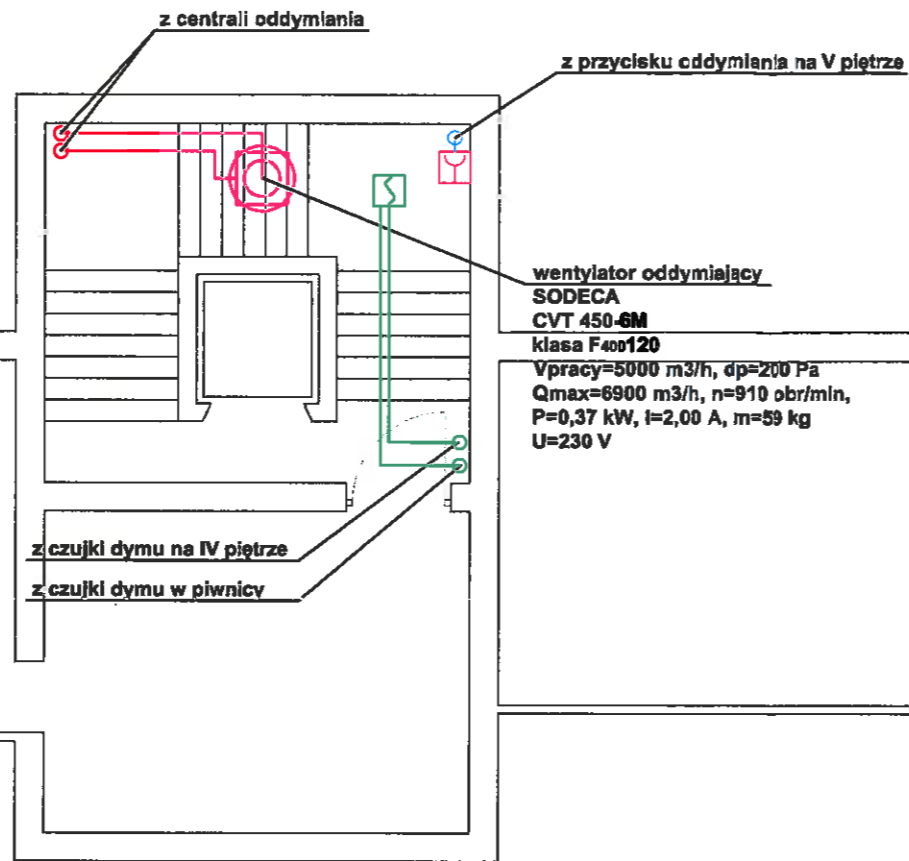 z centrali oddymiania
z przycisku oddymiania na V piętrze
wentylator oddymiający
SODECA
CVT 450-6M
klasa F400120
Vpracy=5000 m3/h, dp=200 Pa
Qmax=6900 m3/h, n=910 obr/min,
P=0,37 kW, I=2,00 A, m=59 kg
U=230 V
z czujki dymu na IV piętrze
z czujki dymu w piwnicy